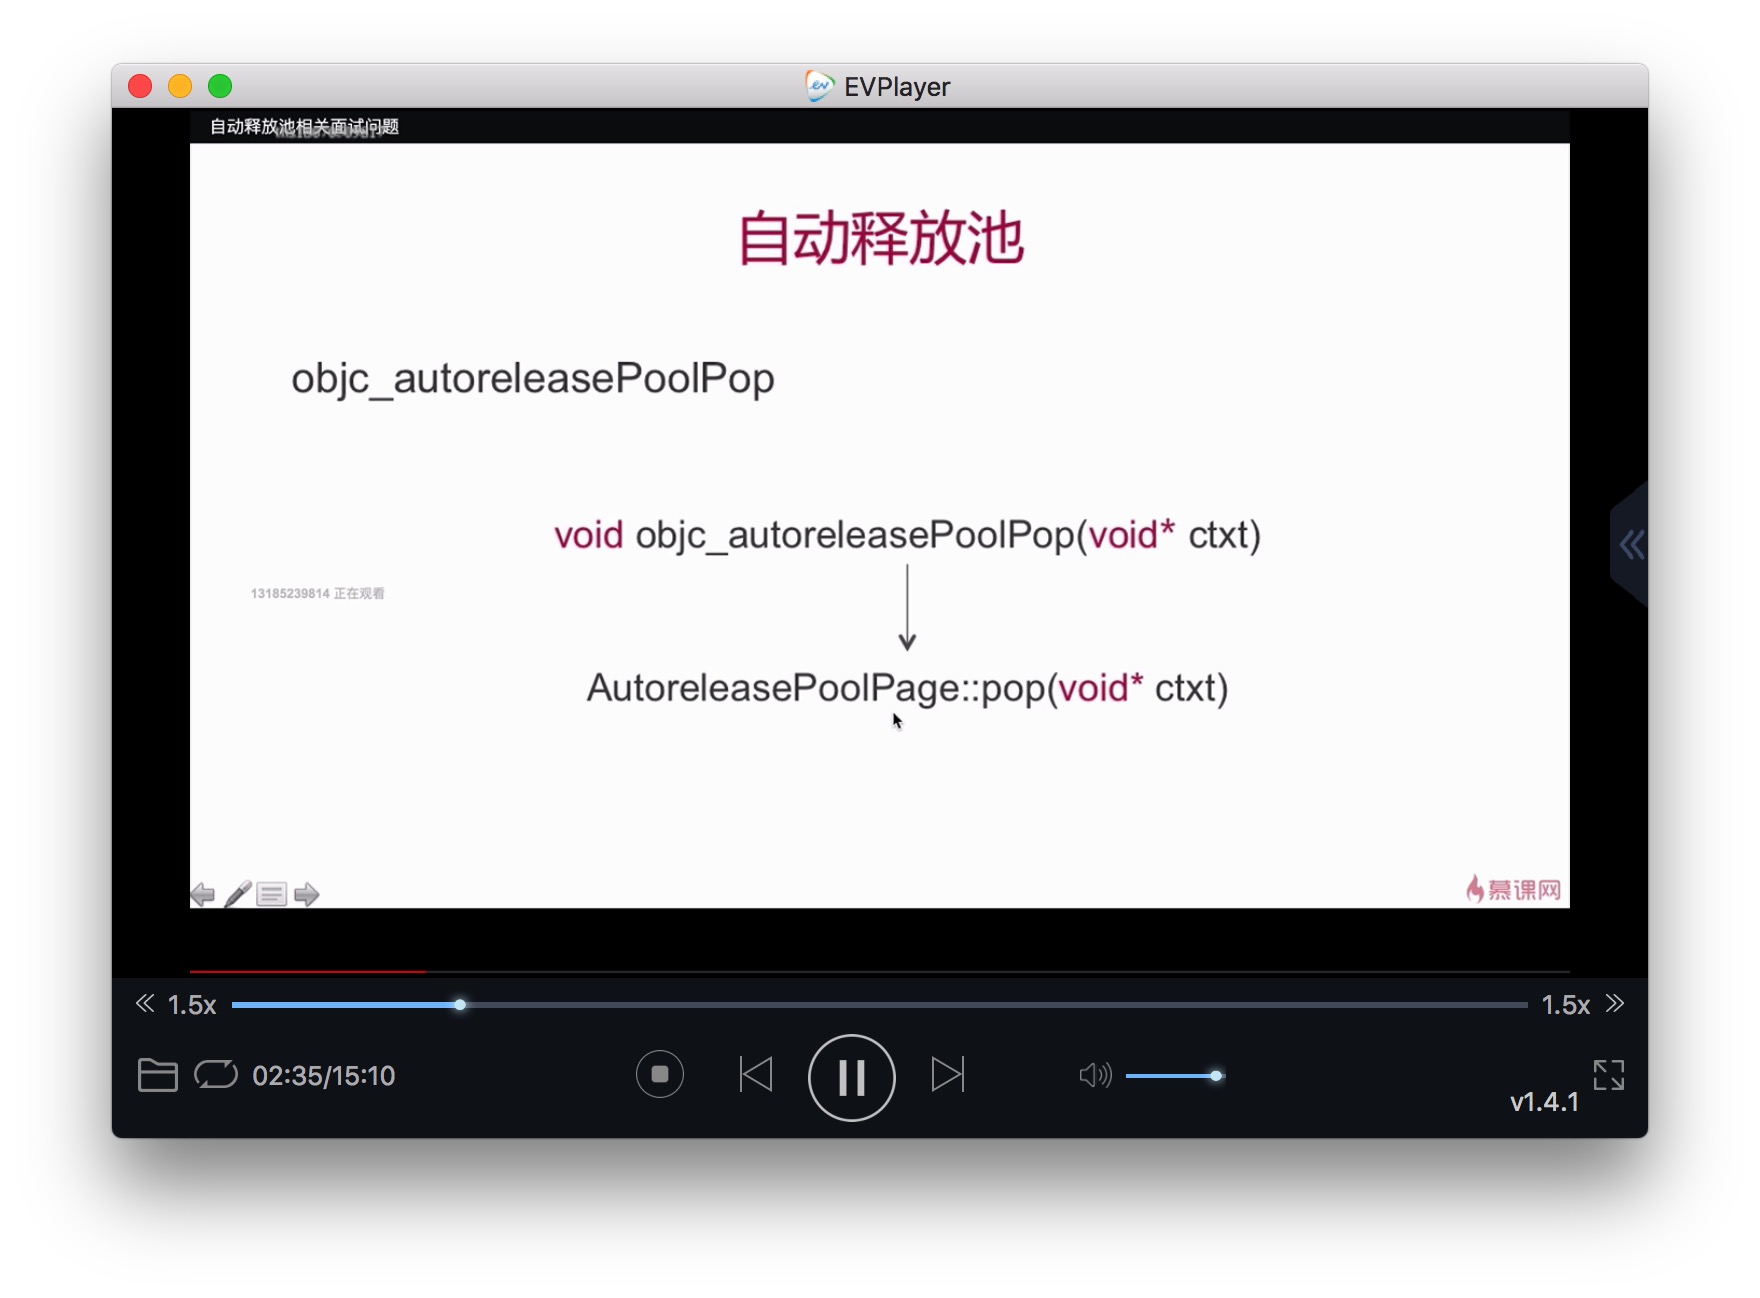 EVPlayer
自动释放池相关面试问题
自动释放池
objc_autoreleasePoolPop
void objc_autoreleasePoolPop(void* ctxt)
13185239814 正在观看
AutoreleasePoolPage::pop(void* ctxt)
慕课网
1.5x
1.5x
02:35/15:10
v1.4.1